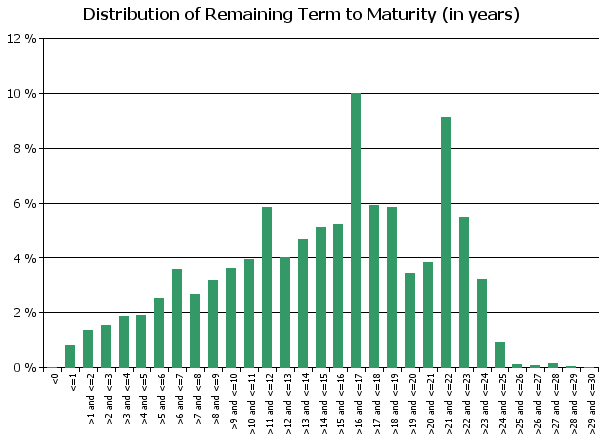 Distribution of Remaining Term to Maturity (in years)
12 %
10 %
8 %
6 %
4 %
2 %
0 %
<0
<=1
>1 and <=2
>2 and <=3
>3 and <=4
>4 and <=5
>5 and <=6
>6 and <=7
>7 and <=8
>8 and <=9
>9 and <=10
>10 and <=11
>11 and <=12
>12 and <=13
>13 and <=14
>14 and <=15
>15 and <=16
>16 and <=17
>17 and <=18
>18 and <=19
>19 and <=20
>20 and <=21
>21 and <=22
>22 and <=23
>23 and <=24
>24 and <=25
>25 and <=26
>26 and <=27
>27 and <=28
>28 and <=29
>29 and <=30